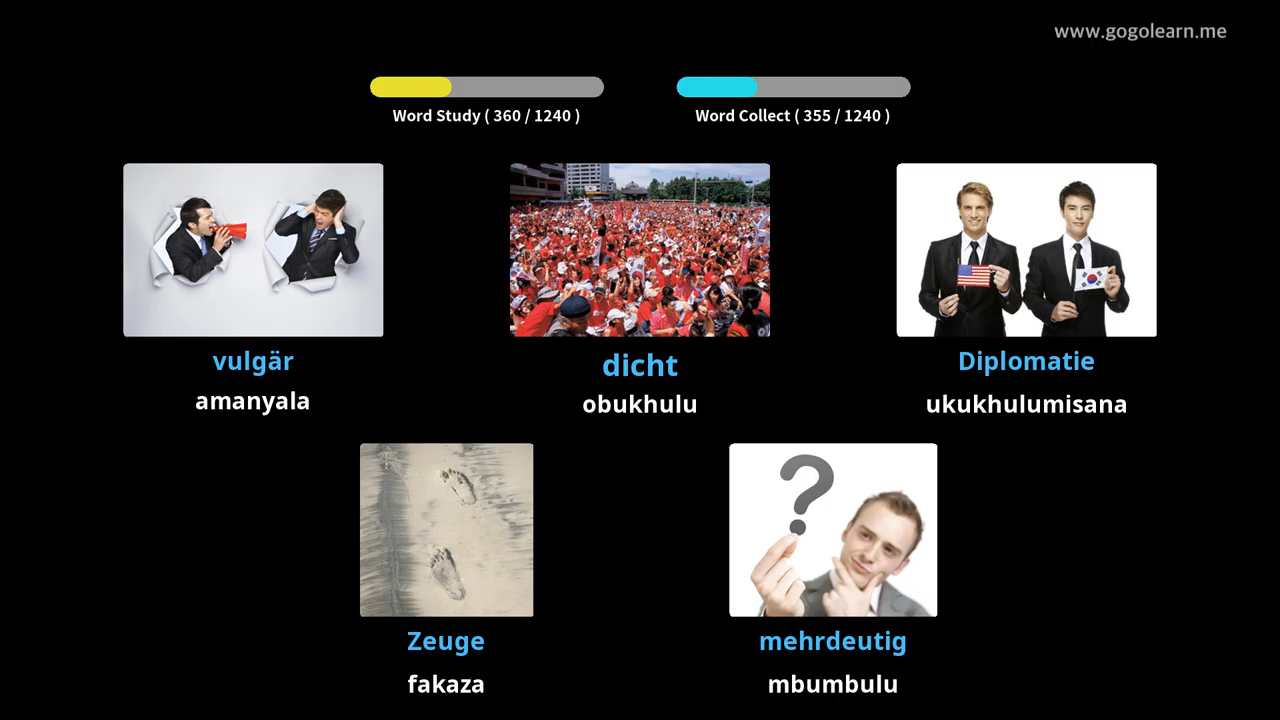 www.gogolearn.me
Word Study ( 360 / 1240 )
Word Collect ( 355 / 1240 )
vulgär
amanyala
dicht
obukhulu
Diplomatie
ukukhulumisana
Zeuge
fakaza
mehrdeutig
mbumbulu